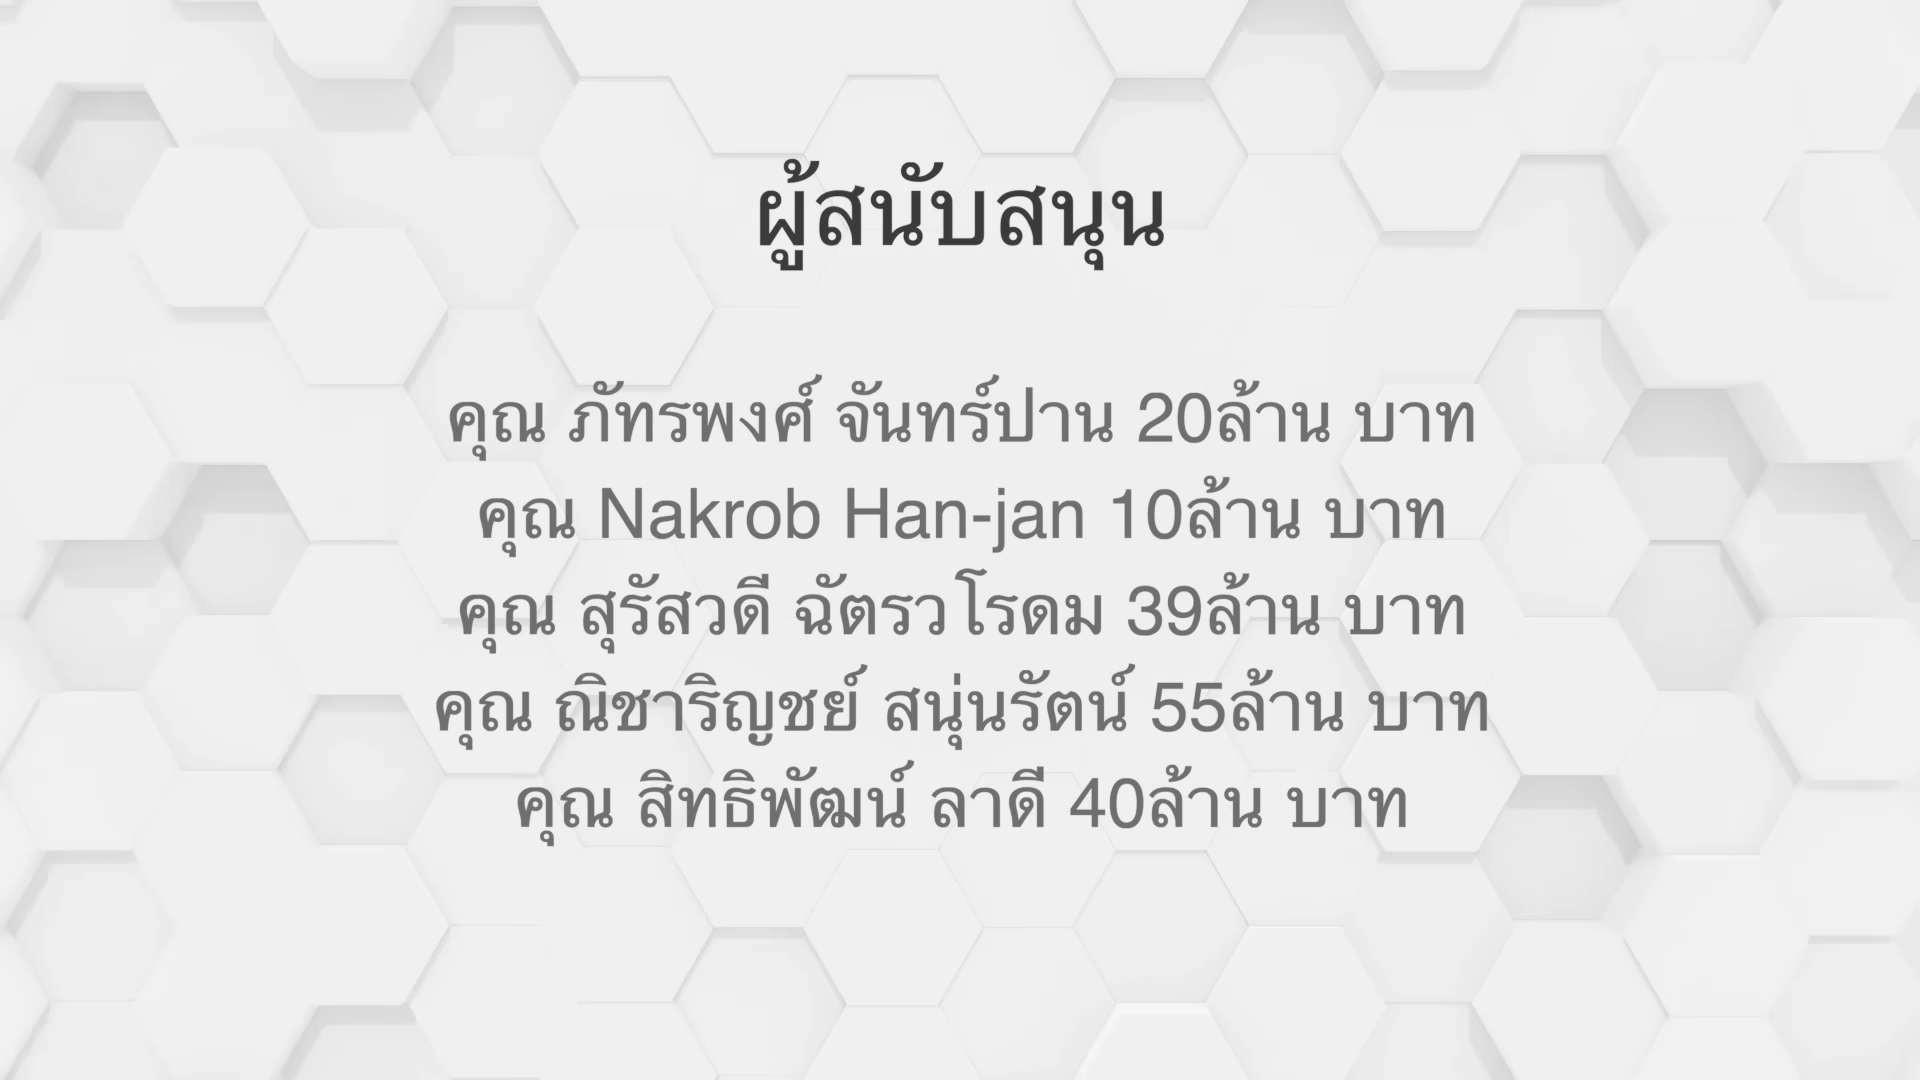 ผู้สนับสนุน
คุณ ภัทรพงศ์ จันทร์ปาน 20ล้าน บาท
คุณ Nakrob Han-jan 10ล้าน บาท
คุณ สุรัสวดี ฉัตรวโรดม 39ล้าน บาท
คุณ ณิชาริญชย์ สนุ่นรัตน์ 55ล้าน บาท
คุณ สิทธิพัฒน์ ลาดี 40ล้าน บาท